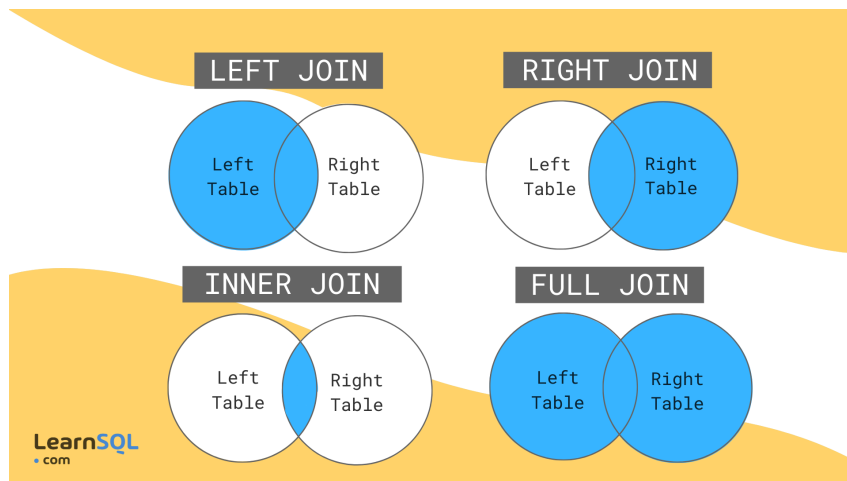 LEFT JOIN
Left
Table
Right
Table
RIGHT JOIN
Left
Table
Right
Table
INNER JOIN
Left
Table
Right
Table
FULL JOIN
Left
Table
Right
Table
LearnSQL
.com